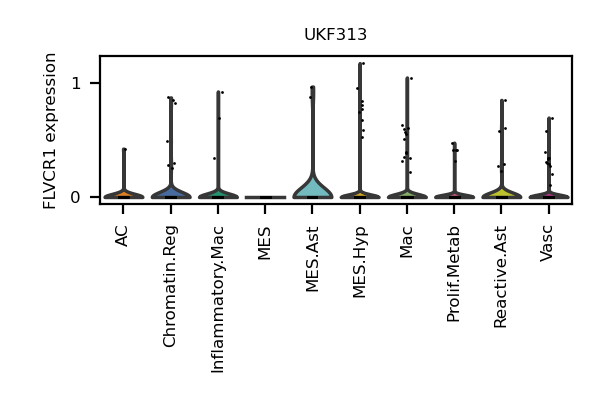 UKF313
FLVCR1 expression
1
0
AC
Chromatin.Reg
Inflammatory.Mac
MES
MES.Ast
MES.Hyp
Mac
Prolif.Metab
Reactive.Ast
Vasc